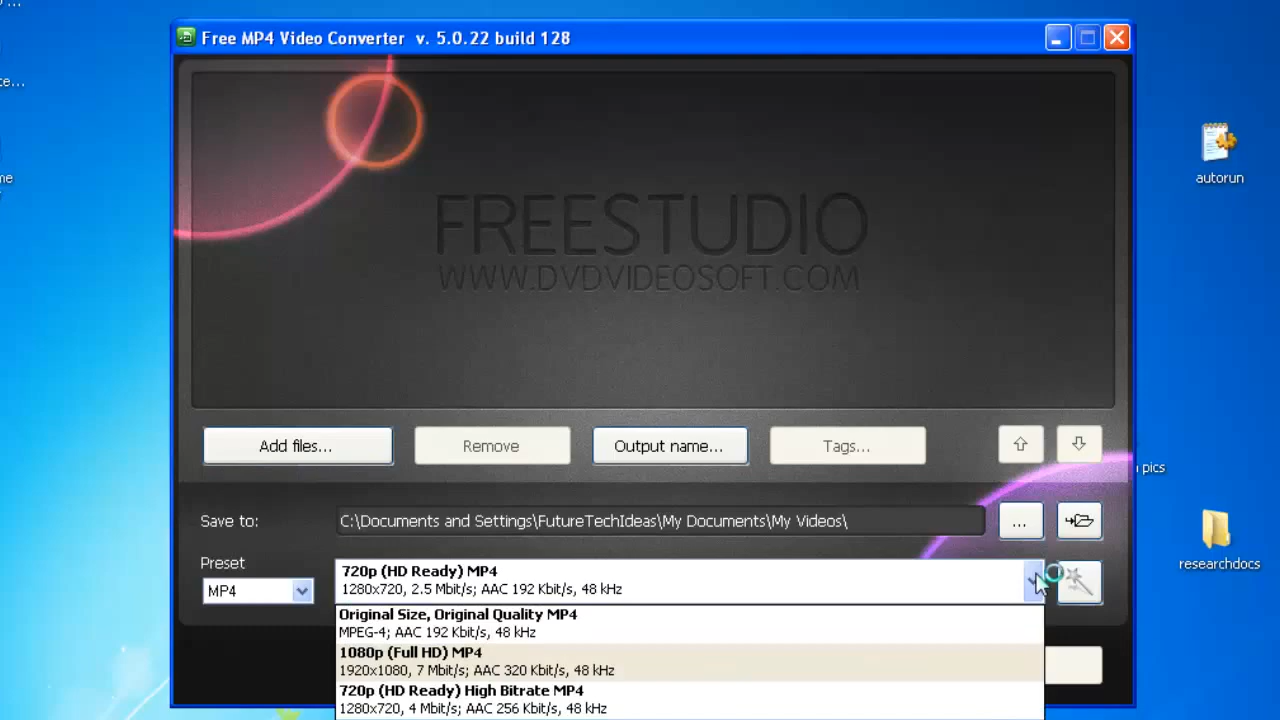 Free MP4 Video Converter v. 5.0.22 build 128
FREESTUDIO
WWW.DVDVIDEOSOFT.COM
autorun
Add files...
Remove
Output name...
Tags...
pics
Save to:
C:\Documents and Settings\FutureTechIdeas\My Documents\My Videos\
...
researchdocs
Preset
MP4
720p (HD Ready) MP4
1280x720, 2.5 Mbit/s; AAC 192 Kbit/s, 48 kHz
Original Size, Original Quality MP4
MPEG-4; AAC 192 Kbit/s, 48 kHz
1080p (Full HD) MP4
1920x1080, 7 Mbit/s; AAC 320 Kbit/s, 48 kHz
720p (HD Ready) High Bitrate MP4
1280x720, 4 Mbit/s; AAC 256 Kbit/s, 48 kHz